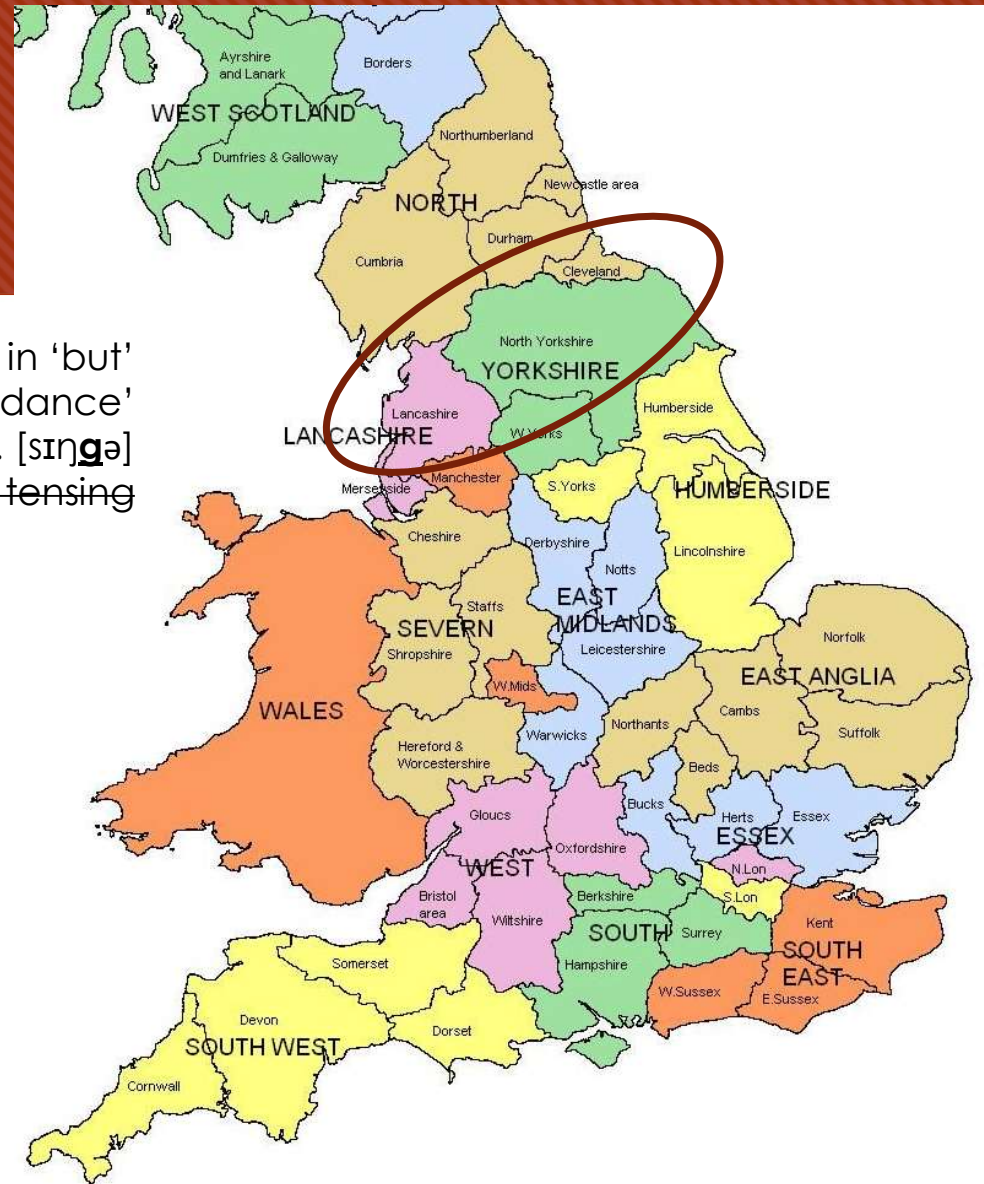 Ayrshire
and Lanark
Borders
WEST SCOTLAND
Dumfries & Galloway
Northumberland
Newcastle area
NORTH
Durham
Cumbria
Cleveland
in ‘but’
dance’
. [sɪŋgə]
tensing
North Yorkshire
YORKSHIRE
Lancashire
LANCASHIRE
W.Yorks
Humberside
Merseyside
Manchester
S.Yorks
HUMBERSIDE
Cheshire
Derbyshire
Notts
Lincolnshire
Staffs
EAST
MIDLANDS
SEVERN
Shropshire
Leicestershire
Norfolk
EAST ANGLIA
W.Mids
WALES
Warwicks
Northants
Cambs
Suffolk
Hereford &
Worcestershire
Beds
Gloucs
Bucks
Herts
Essex
ESSEX
Oxfordshire
WEST
N.Lon
Bristol
area
Wiltshire
Berkshire
S.Lon
Kent
SOUTH
Surrey
SOUTH
EAST
Hampshire
Somerset
W.Sussex
E.Sussex
Devon
Dorset
SOUTH WEST
Cornwall